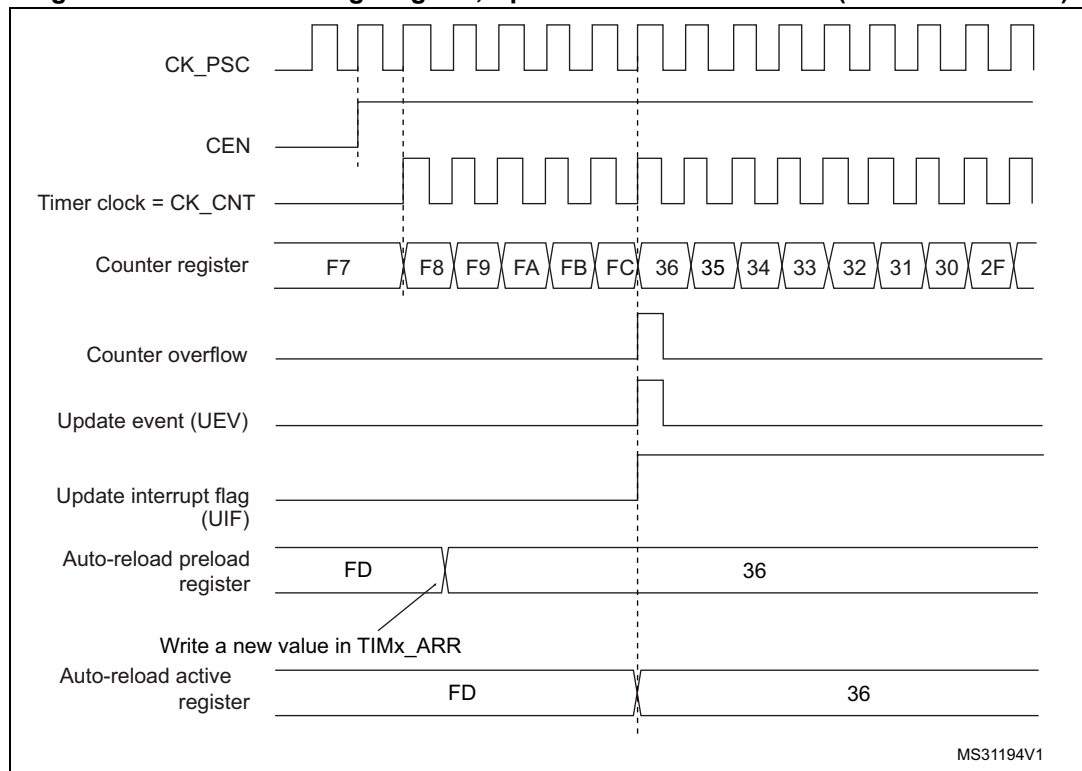 CK_PSC
CEN
Timer clock = CK_CNT
Counter register F7 F8 F9 FA FB FC 36 35 34 33 32 31 30 2F
Counter overflow
Update event (UEV)
Update interrupt flag
(UIF)
Auto-reload preload
register
FD 36
Write a new value in TIMx_ARR
Auto-reload active
register
FD 36
MS31194V1